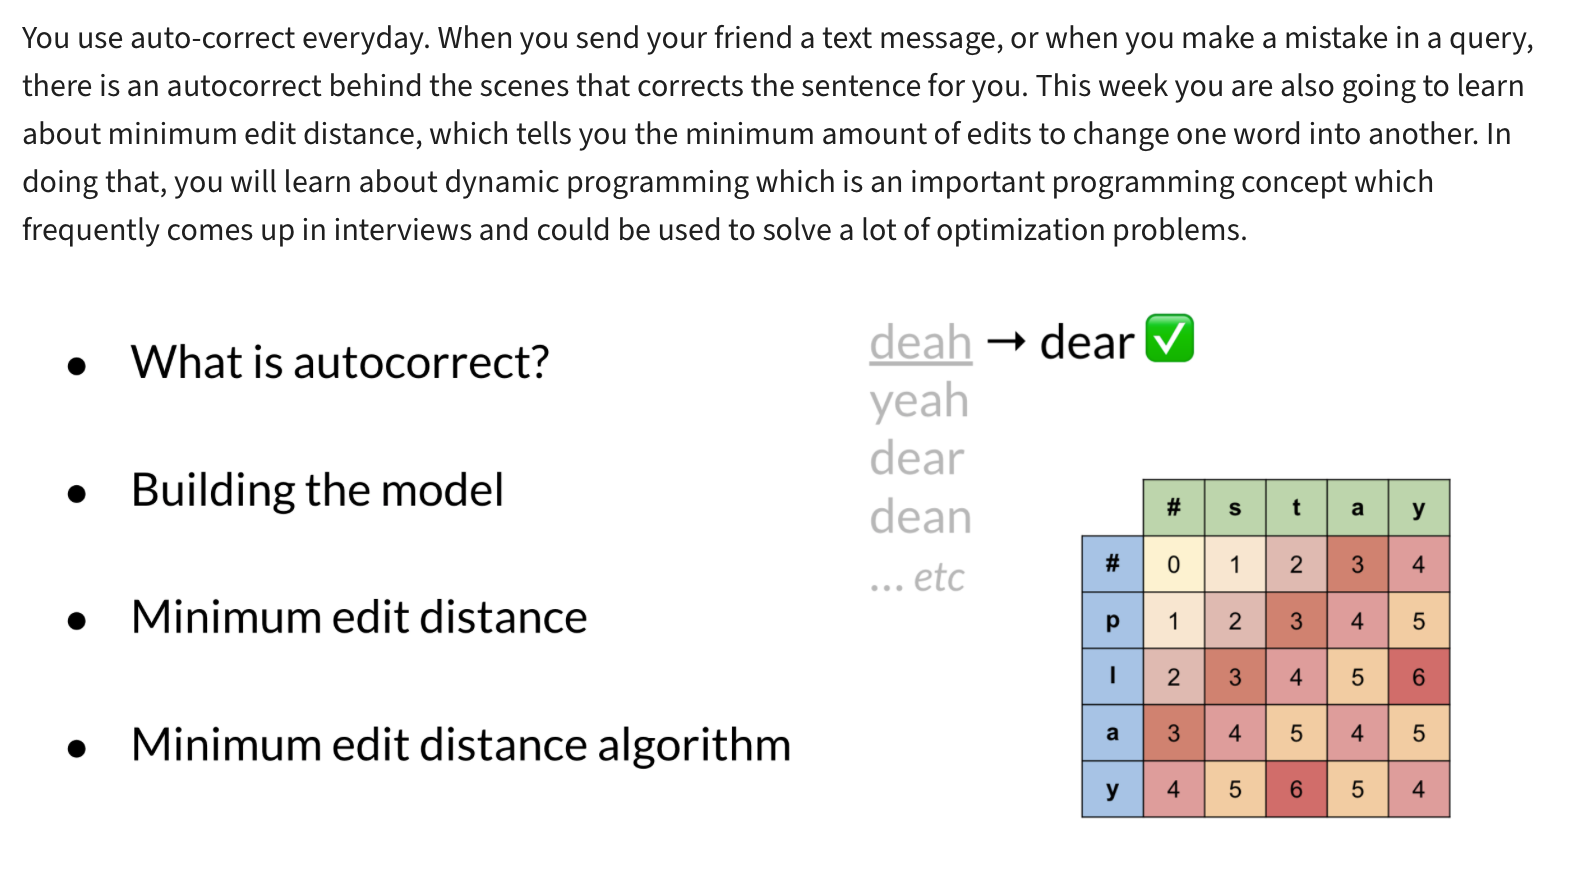 You use auto-correct everyday. When you send your friend a text message, or when you make a mistake in a query,
there is an autocorrect behind the scenes that corrects the sentence for you. This week you are also going to learn
about minimum edit distance, which tells you the minimum amount of edits to change one word into another. In
doing that, you will learn about dynamic programming which is an important programming concept which
frequently comes up in interviews and could be used to solve a lot of optimization problems.
● What is autocorrect?
● Building the model
● Minimum edit distance
● Minimum edit distance algorithm
deah → dear ✅
yeah
dear
dean
... etc
# s t a y
# 0 1 2 3 4
p 1 2 3 4 5
l 2 3 4 5 6
a 3 4 5 4 5
y 4 5 6 5 4